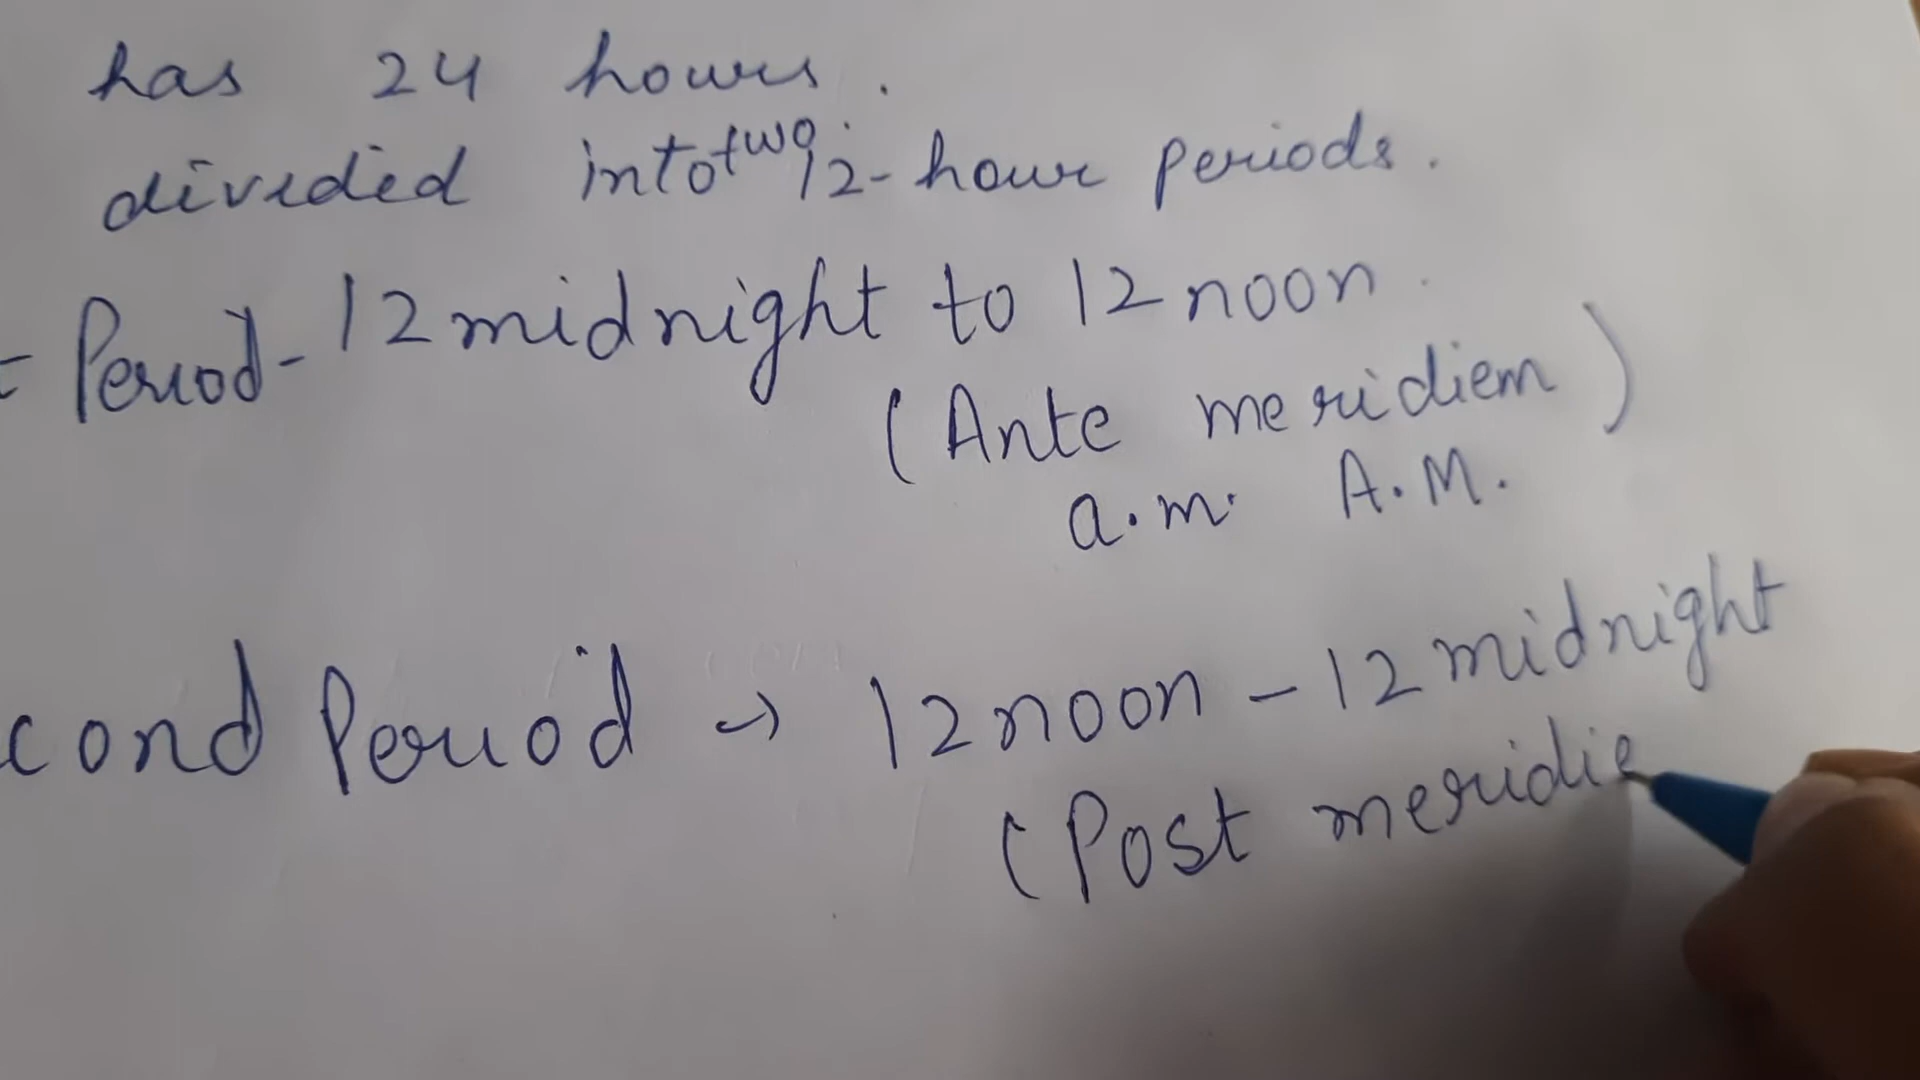 has 24 hours.
divided into two 12-hour periods.
Period - 12 midnight to 12 noon.
(Ante meridiem)
a.m. A.M.
cond Period → 12 noon - 12 midnight
(Post meridie